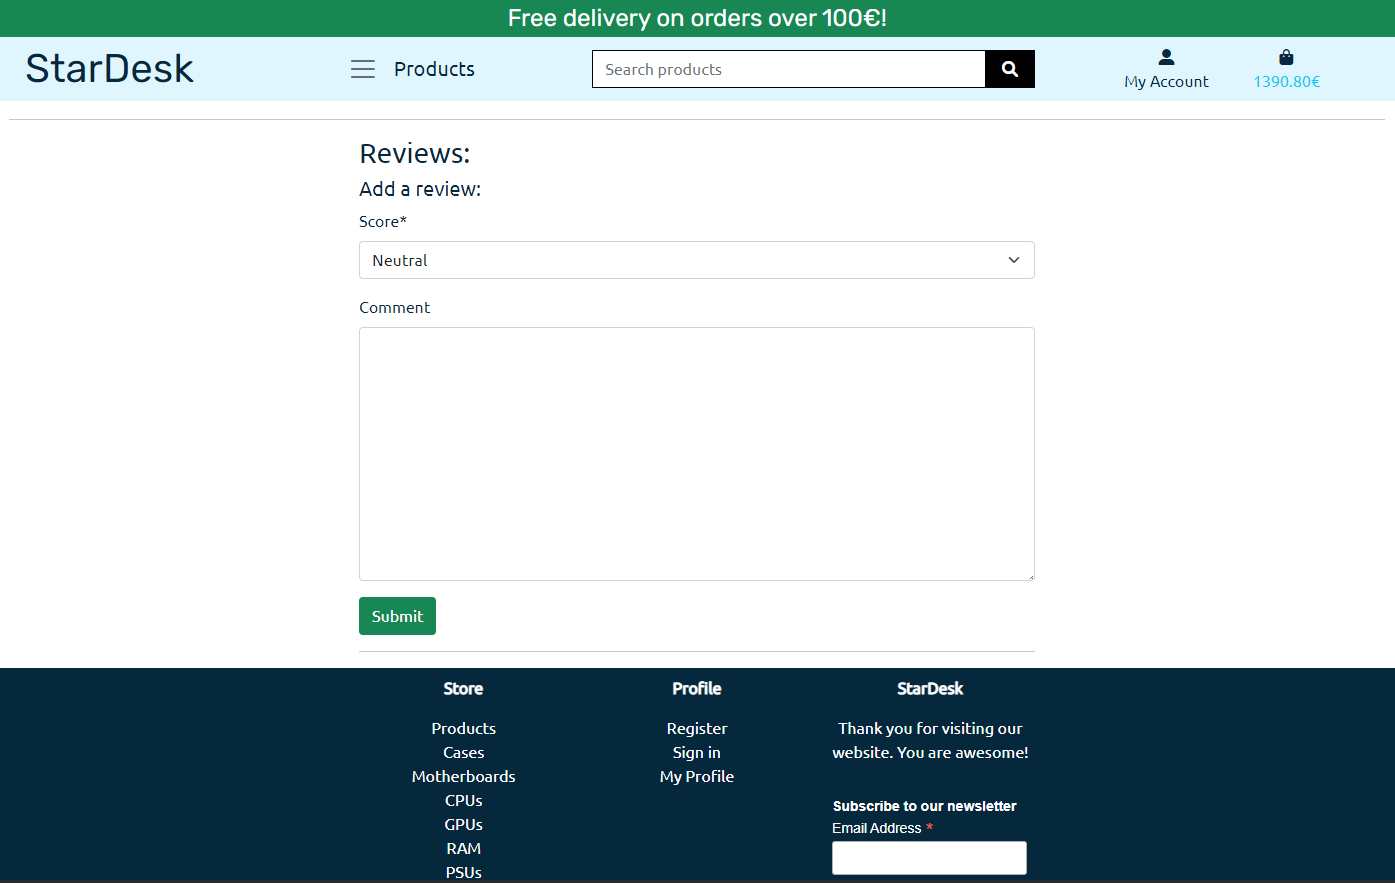 Free delivery on orders over 100€!
StarDesk
Products
Search products
My Account
1390.80€
Reviews:
Add a review:
Score*
Neutral
Comment
Submit
Store
Products
Cases
Motherboards
CPUs
GPUs
RAM
PSUs
Profile
Register
Sign in
My Profile
StarDesk
Thank you for visiting our
website. You are awesome!
Subscribe to our newsletter
Email Address *